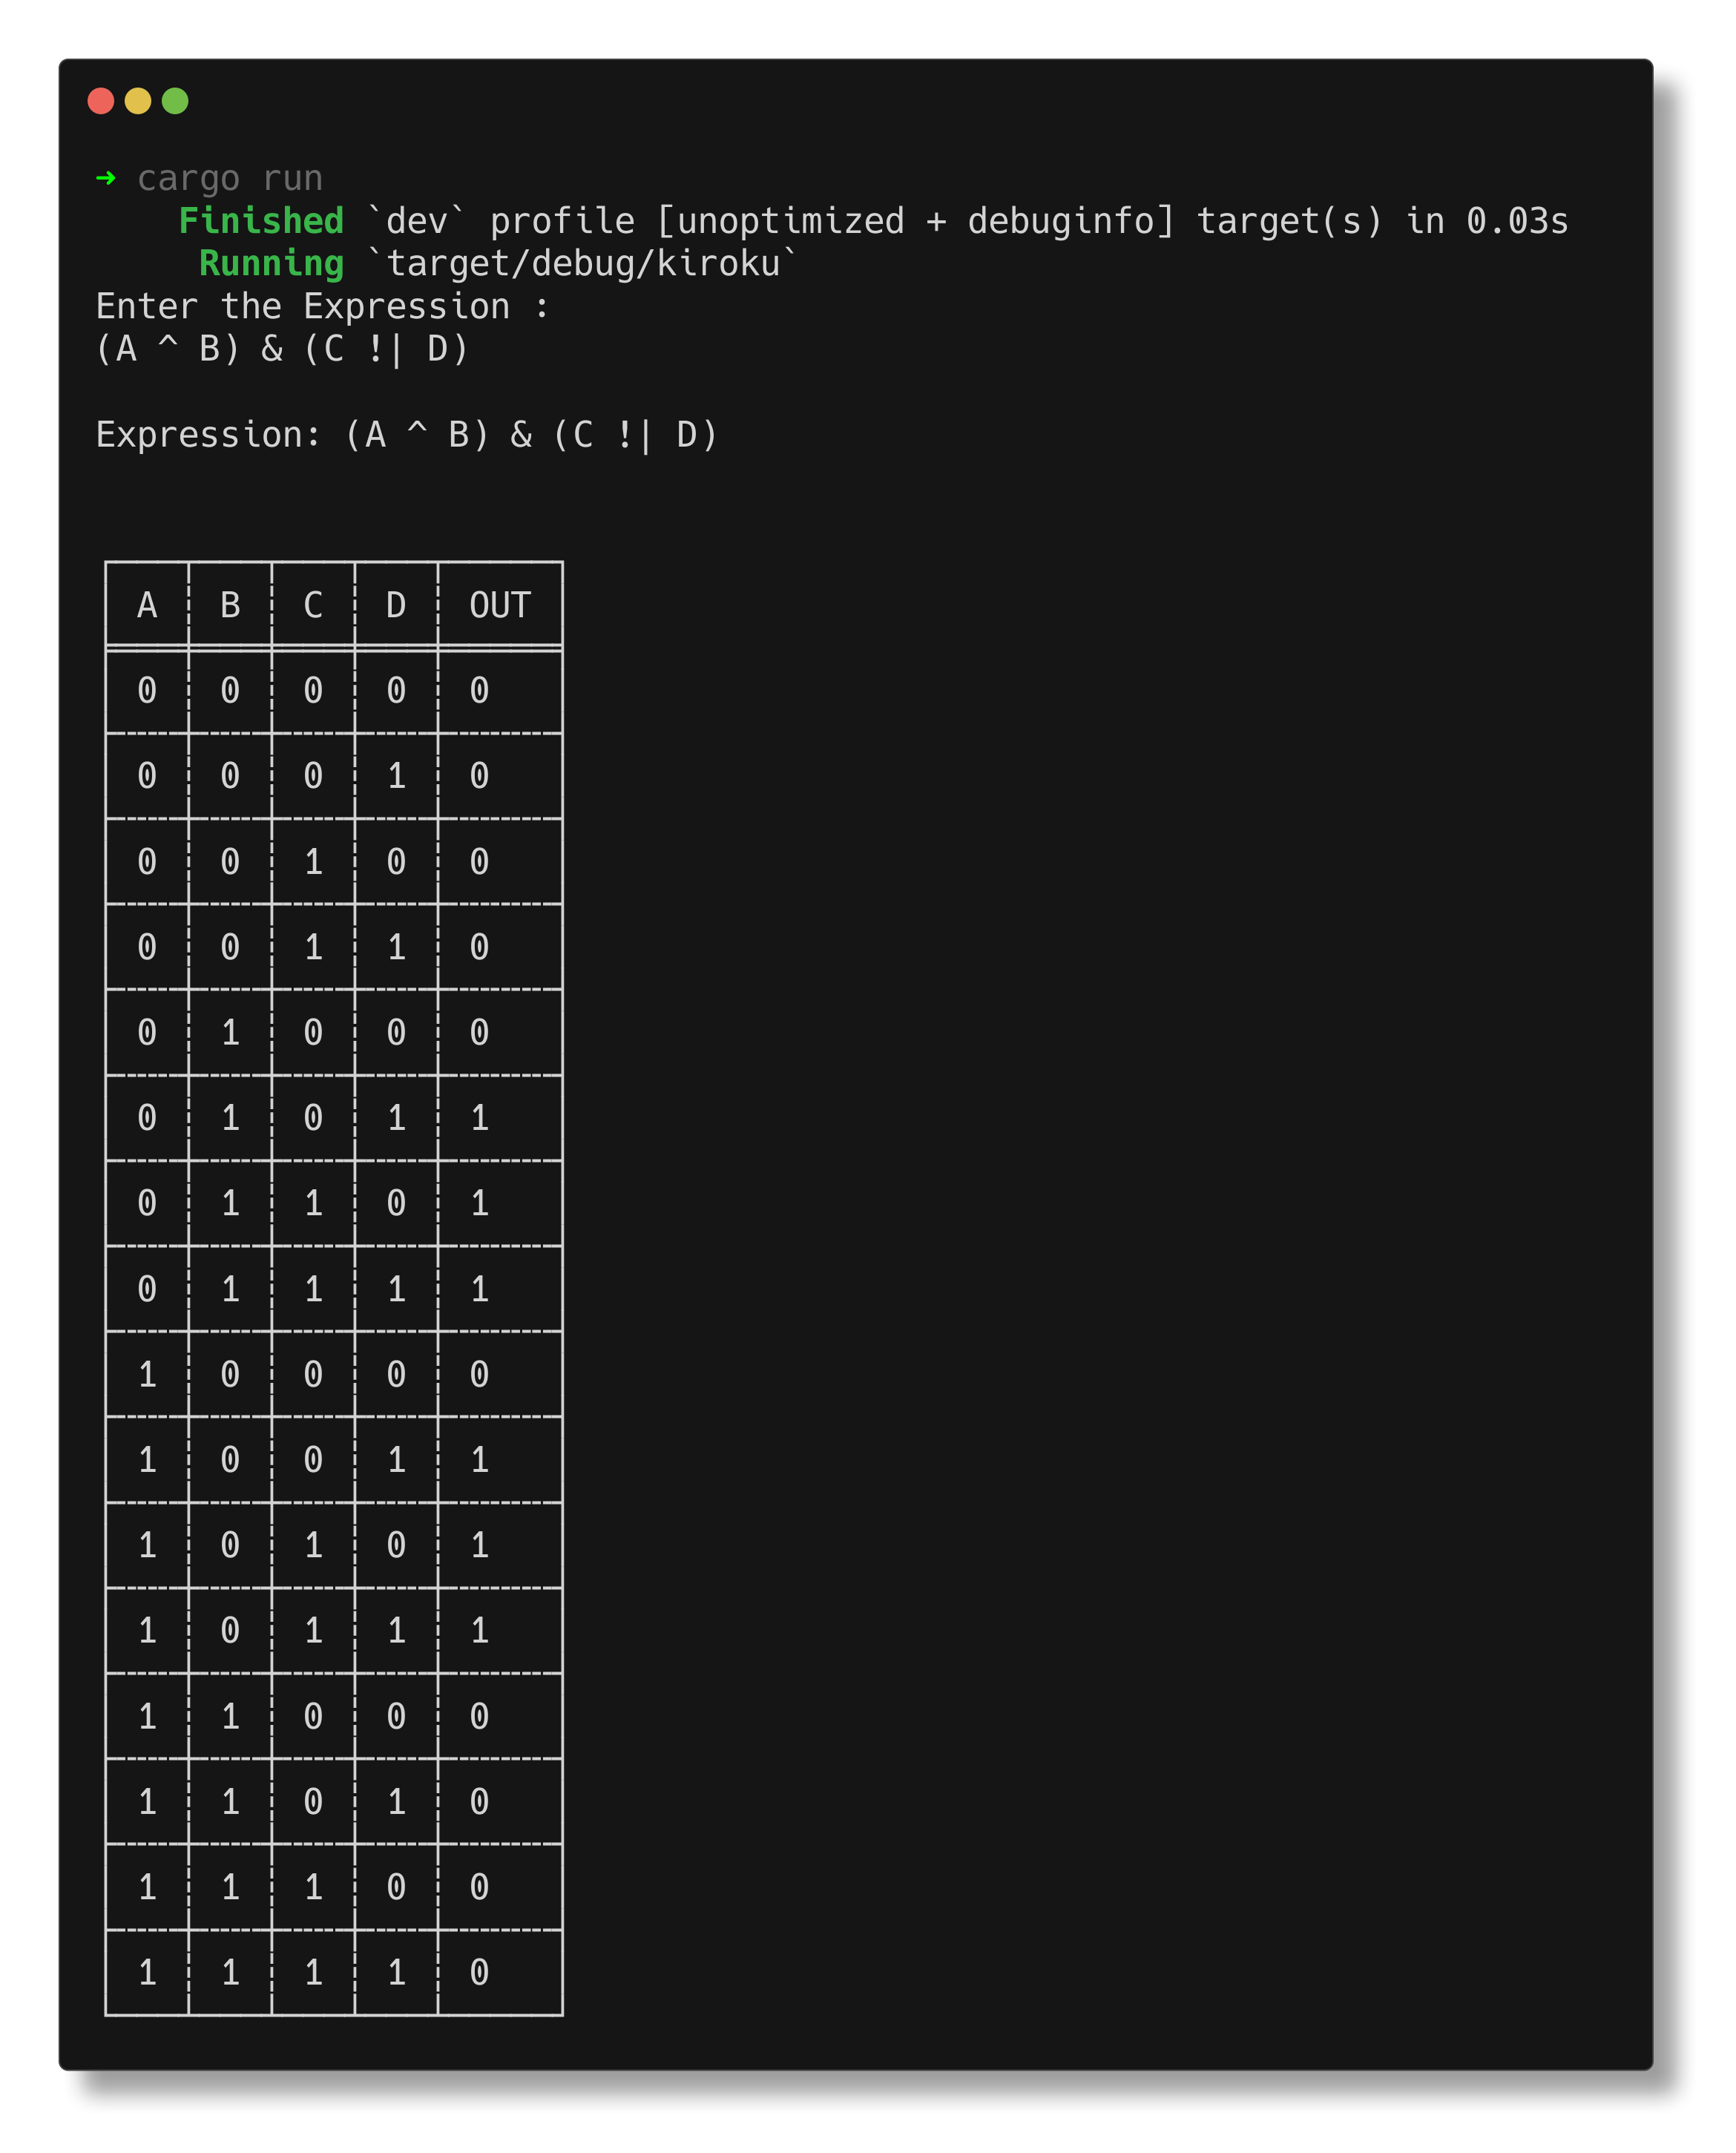 ➜ cargo run
Finished `dev` profile [unoptimized + debuginfo] target(s) in 0.03s
Running `target/debug/kiroku`
Enter the Expression :
(A ^ B) & (C !| D)
Expression: (A ^ B) & (C !| D)
A B C D OUT
0 0 0 0 0
0 0 0 1 0
0 0 1 0 0
0 0 1 1 0
0 1 0 0 0
0 1 0 1 1
0 1 1 0 1
0 1 1 1 1
1 0 0 0 0
1 0 0 1 1
1 0 1 0 1
1 0 1 1 1
1 1 0 0 0
1 1 0 1 0
1 1 1 0 0
1 1 1 1 0